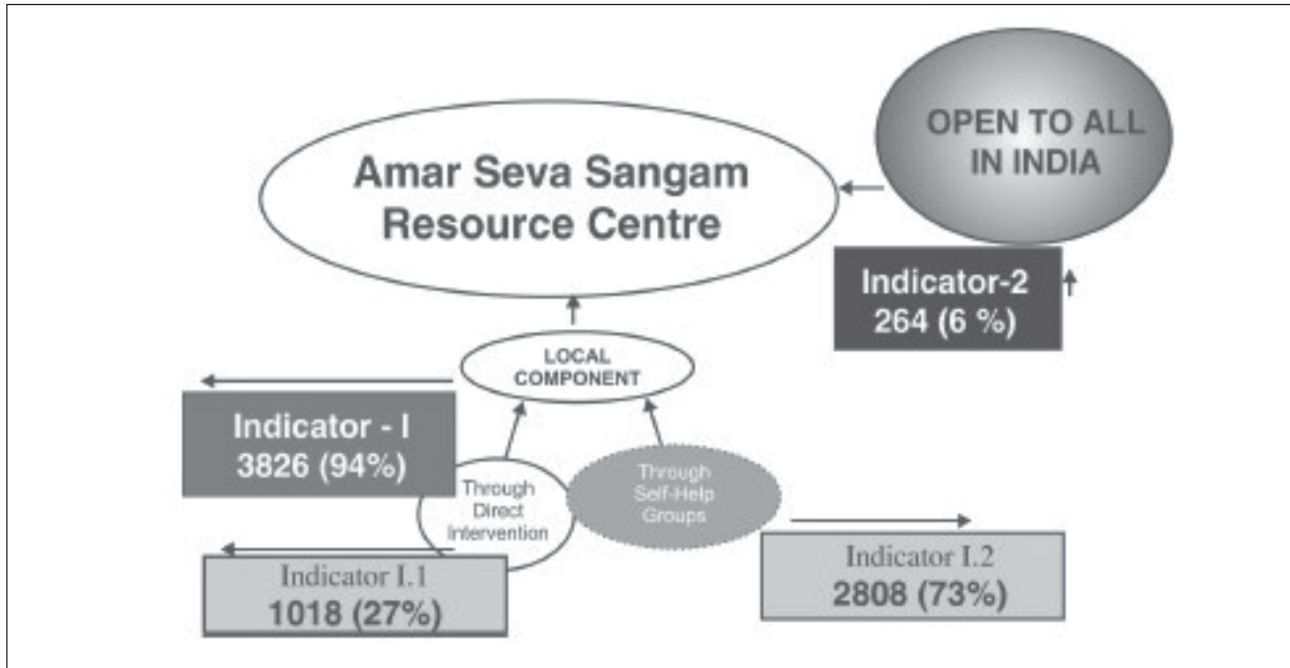 OPEN TO ALL
IN INDIA
Amar Seva Sangam
Resource Centre
Indicator-2
264 (6 %)
LOCAL
COMPONENT
Indicator - I
3826 (94%)
Through
Direct
Intervention
Through
Self-Help
Groups
Indicator I.1
1018 (27%)
Indicator I.2
2808 (73%)